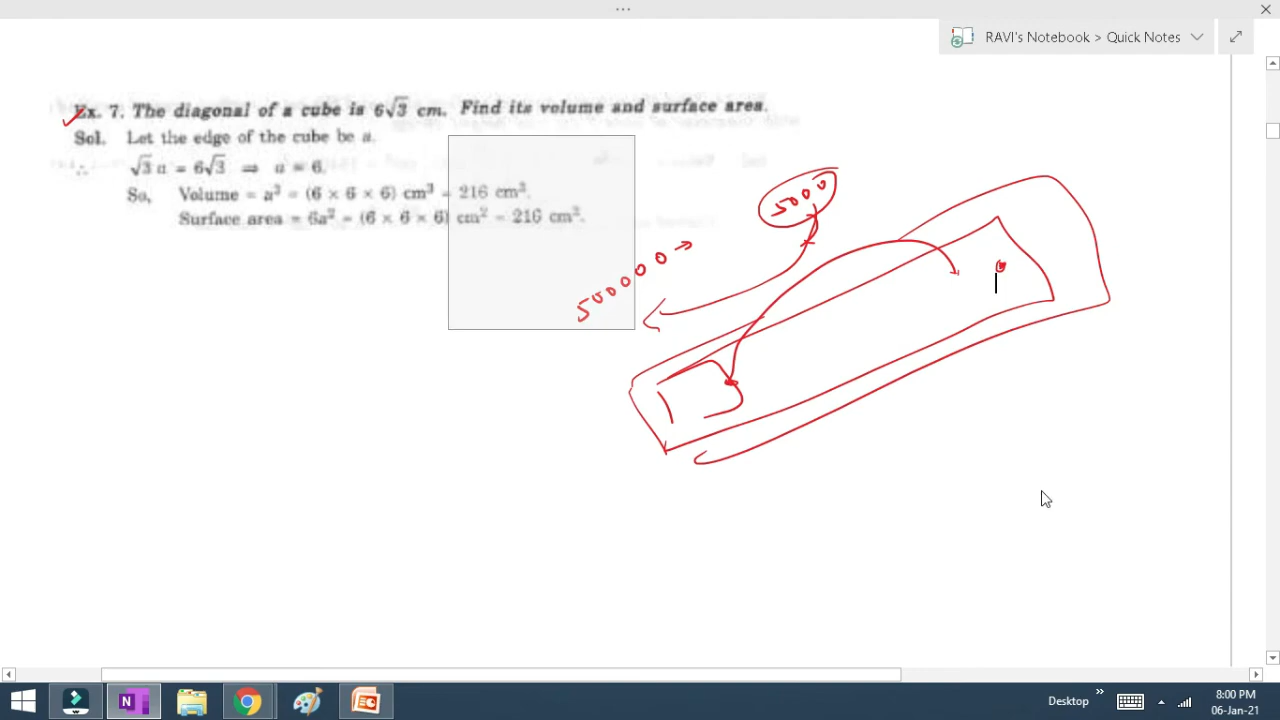 RAVI's Notebook > Quick Notes
Ex. 7. The diagonal of a cube is 6√3 cm. Find its volume and surface area.
Sol. Let the edge of the cube be a.
∴ √3 a = 6√3 ⇒ a = 6.
So, Volume = a³ = (6 × 6 × 6) cm³ = 216 cm³.
Surface area = 6a² = (6 × 6 × 6) cm² = 216 cm².
5000
500000 →
Desktop
8:00 PM
06-Jan-21